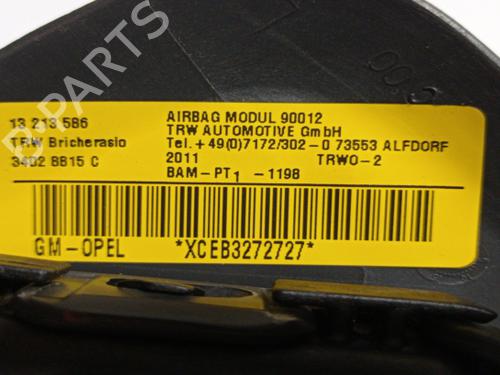 13 213 586
TRW Bricherasio
3402 8815 C
AIRBAG MODUL 90012
TRW AUTOMOTIVE GmbH
Tel.+49(0)7172/302-0 73553 ALFDORF
2011 TRWO-2
BAM-PT1 -1198
GM-OPEL *XCEB3272727*